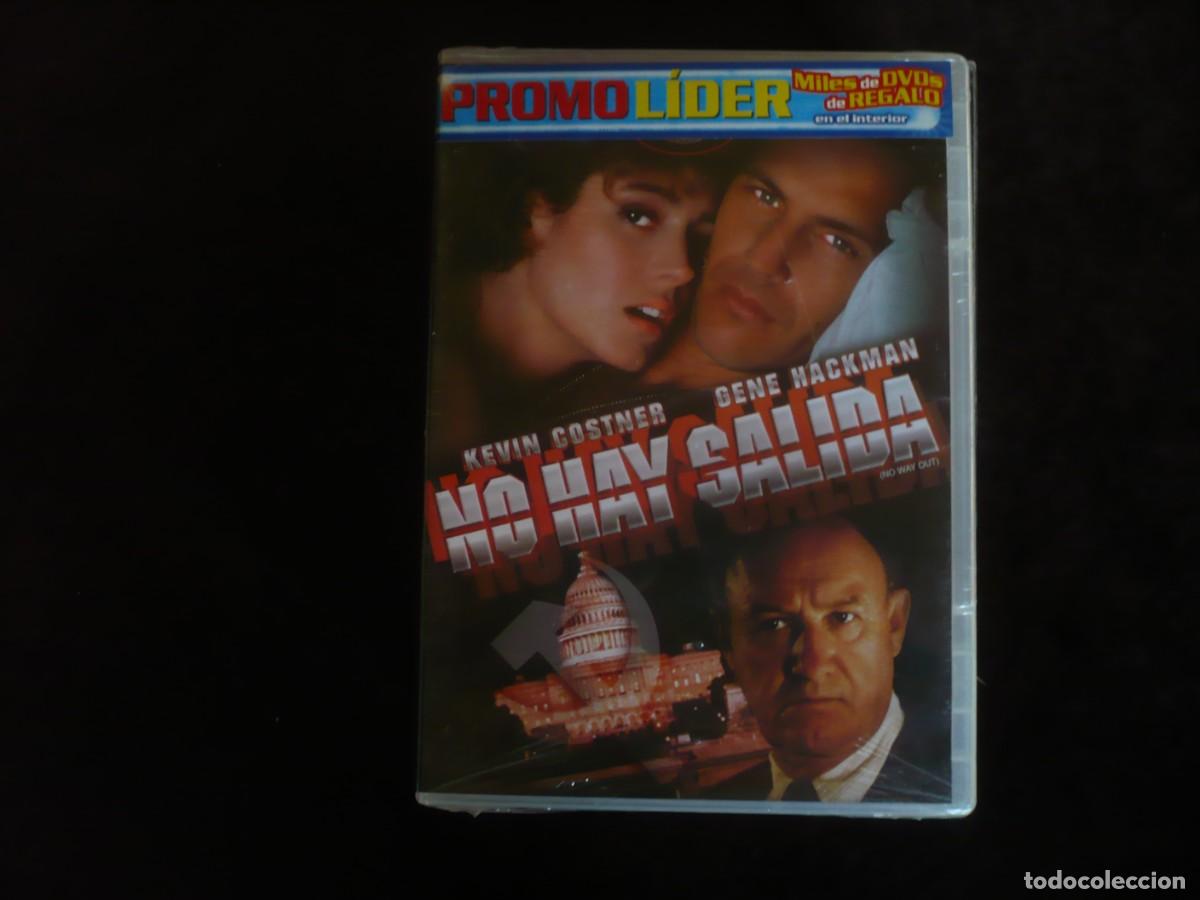 PROMO LÍDER
Miles de DVDs
de REGALO
en el interior
KEVIN COSTNER
GENE HACKMAN
NO HAY SALIDA
(NO WAY OUT)
todocoleccion